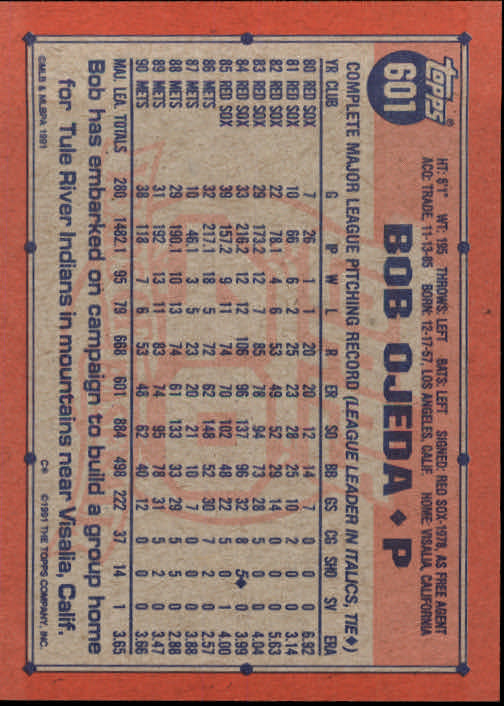 TOPPS®
601
HT: 6'1" WT: 195 THROWS: LEFT BATS: LEFT SIGNED: RED SOX-1978, AS FREE AGENT
ACQ: TRADE, 11-13-85 BORN: 12-17-57, LOS ANGELES, CALIF. HOME: VISALIA, CALIFORNIA
BOB OJEDA ♦ P
COMPLETE MAJOR LEAGUE PITCHING RECORD (LEAGUE LEADER IN ITALICS, TIE♦)
YR CLUB G IP W L R ER SO BB GS CG SHO SV ERA
80 RED SOX 7 26 1 1 20 20 12 14 7 0 0 0 6.92
81 RED SOX 10 66 6 2 25 23 28 25 10 2 0 0 3.14
82 RED SOX 22 78.1 4 6 53 49 52 29 14 0 0 0 5.63
83 RED SOX 29 173.2 12 7 85 78 94 73 28 5 0 0 4.04
84 RED SOX 33 216.2 12 12 106 96 137 96 32 8 5♦ 0 3.99
85 RED SOX 39 157.2 9 11 74 70 102 48 22 5 0 1 4.00
86 METS 32 217.1 18 5 72 62 148 52 30 7 2 0 2.57
87 METS 10 46.1 3 5 23 20 21 10 7 0 0 0 3.88
88 METS 29 190.1 10 13 74 61 133 33 29 5 5 0 2.88
89 METS 31 192 13 11 83 74 95 78 31 5 2 0 3.47
90 METS 38 118 7 6 53 48 62 40 12 0 0 0 3.66
MAJ. LEA. TOTALS 280 1482.1 95 79 668 601 884 498 222 37 14 1 3.65
Bob has embarked on campaign to build a group home
for Tule River Indians in mountains near Visalia, Calif.
©MLB & MLBPA 1991 C* ©1991 THE TOPPS COMPANY, INC.